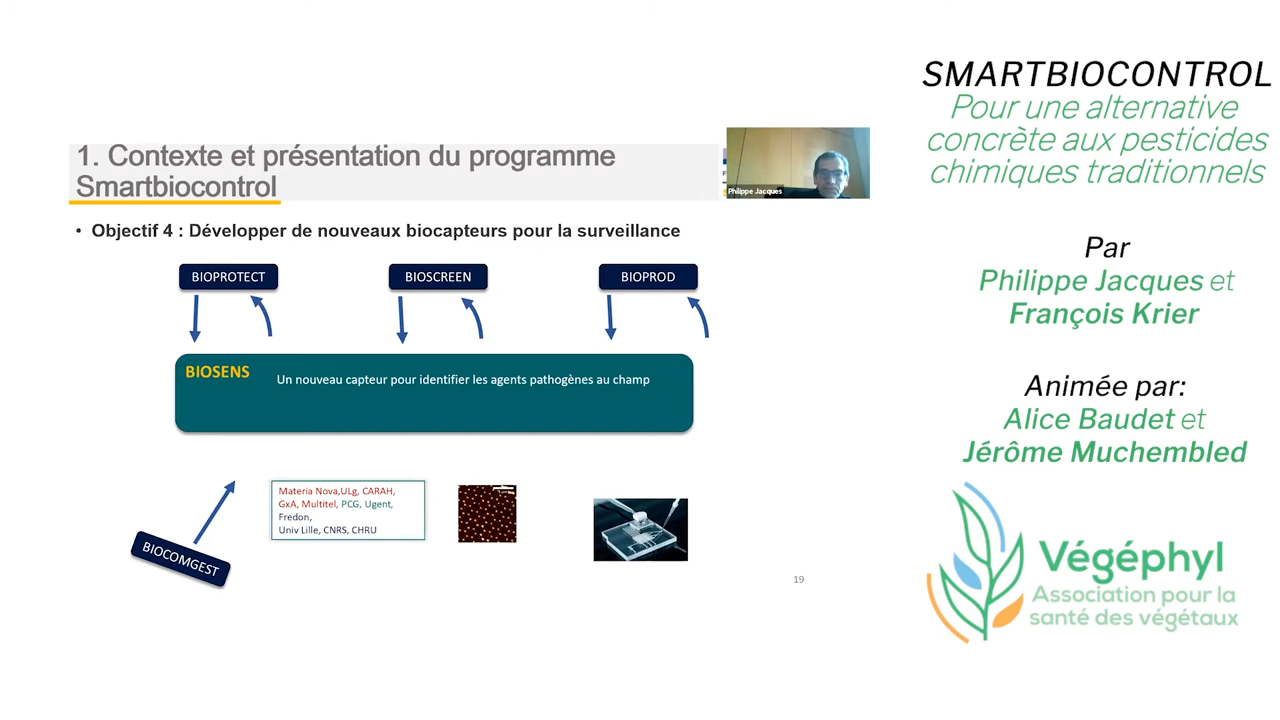 1. Contexte et présentation du programme
Smartbiocontrol
Philippe Jacques
• Objectif 4 : Développer de nouveaux biocapteurs pour la surveillance
BIOPROTECT
BIOSCREEN
BIOPROD
BIOSENS
Un nouveau capteur pour identifier les agents pathogènes au champ
BIOCOMGEST
Materia Nova,ULg, CARAH,
GxA, Multitel, PCG, Ugent,
Fredon,
Univ Lille, CNRS, CHRU
19
SMARTBIOCONTROL
Pour une alternative
concrète aux pesticides
chimiques traditionnels
Par
Philippe Jacques et
François Krier
Animée par:
Alice Baudet et
Jérôme Muchembled
Végéphyl
Association pour la
santé des végétaux